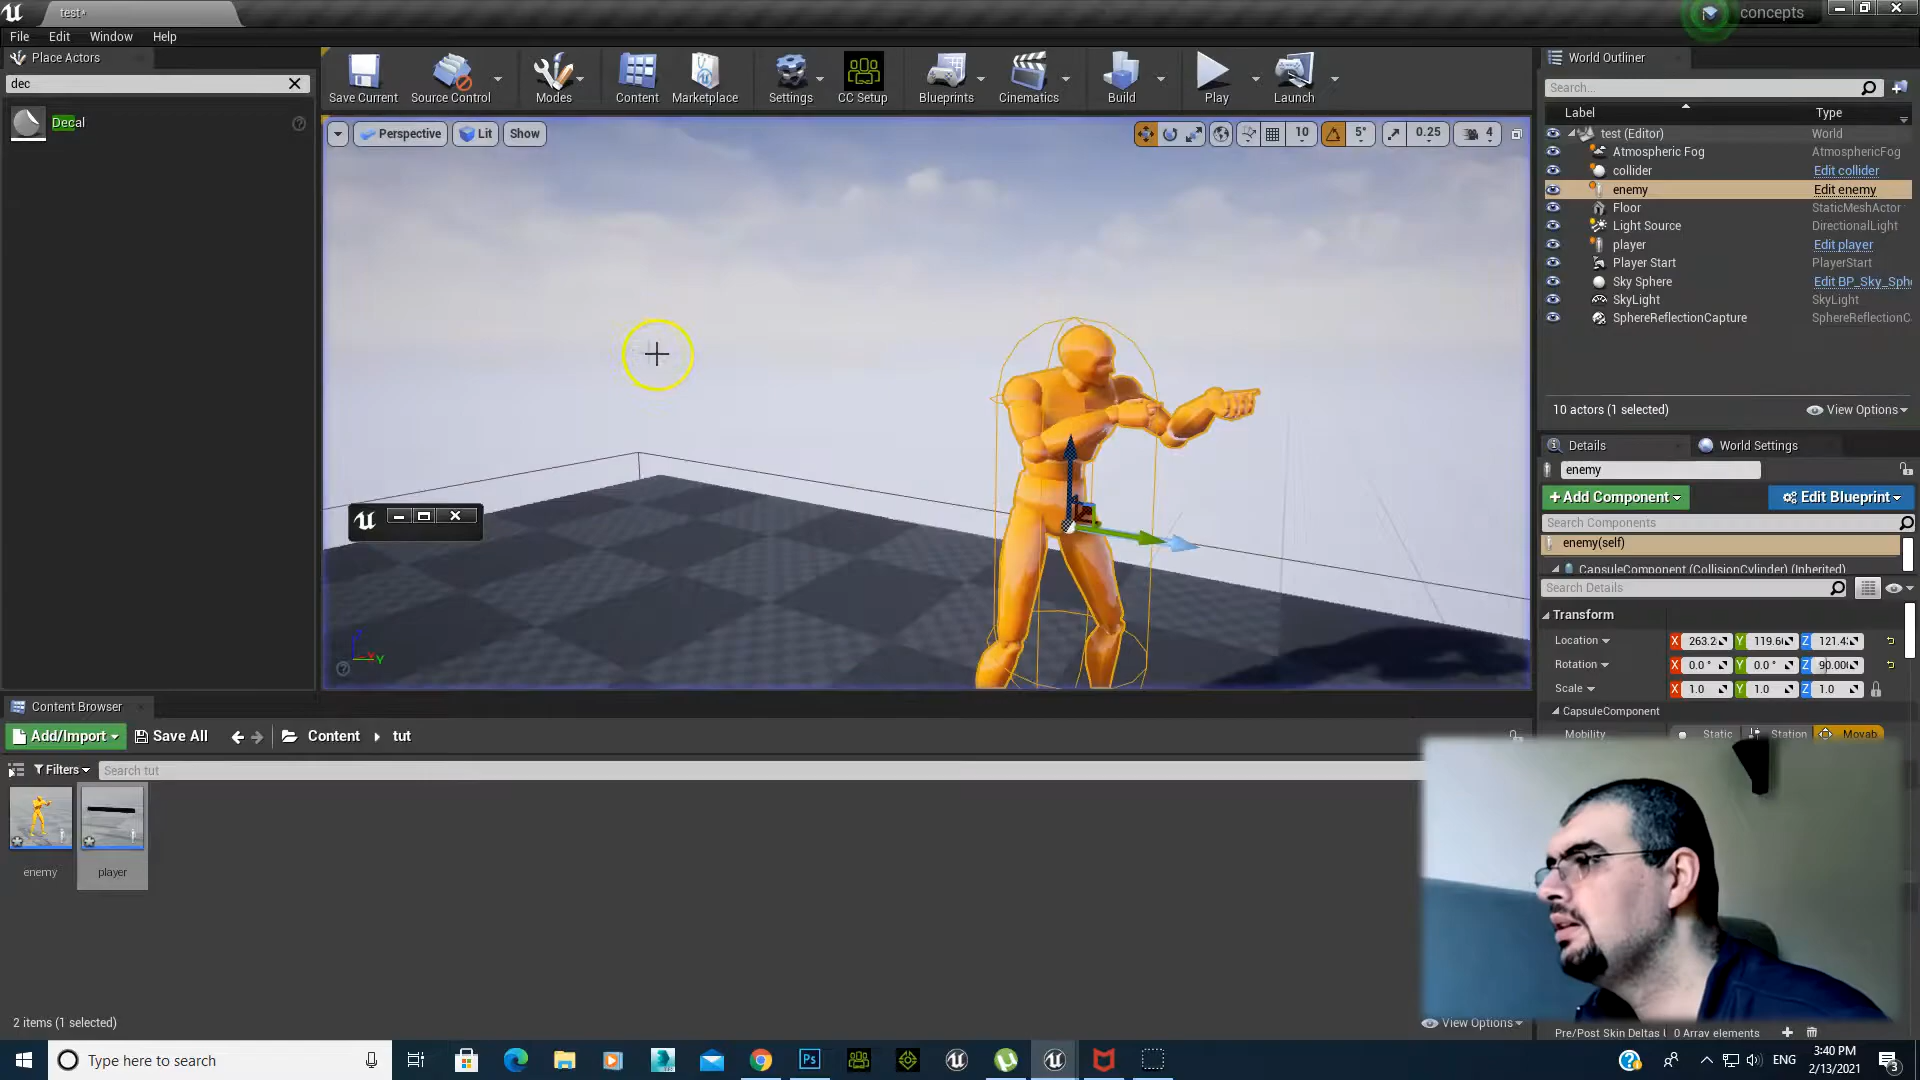 test*
concepts
File Edit Window Help
Place Actors
dec
Decal
Save Current
Source Control
Modes
Content
Marketplace
Settings
CC Setup
Blueprints
Cinematics
Build
Play
Launch
Perspective Lit Show
10 5° 0.25 4
World Outliner
Search...
Label Type
test (Editor) World
Atmospheric Fog AtmosphericFog
collider Edit collider
enemy Edit enemy
Floor StaticMeshActor
Light Source DirectionalLight
player Edit player
Player Start PlayerStart
Sky Sphere Edit BP_Sky_Sph
SkyLight SkyLight
SphereReflectionCapture SphereReflectionC
10 actors (1 selected) View Options
Details World Settings
enemy
+Add Component Edit Blueprint
Search Components
enemy(self)
CapsuleComponent (CollisionCylinder) (Inherited)
Search Details
Transform
Location X 263.2 Y 119.6 Z 121.4
Rotation X 0.0 ° Y 0.0 ° Z 90.00
Scale X 1.0 Y 1.0 Z 1.0
CapsuleComponent
Mobility Static Station Movab
Z Y
Content Browser
Add/Import Save All Content tut
Filters Search tut
enemy
player
2 items (1 selected)
View Options
Pre/Post Skin Deltas 0 Array elements
Type here to search
Ps
ENG
3:40 PM
2/13/2021
3